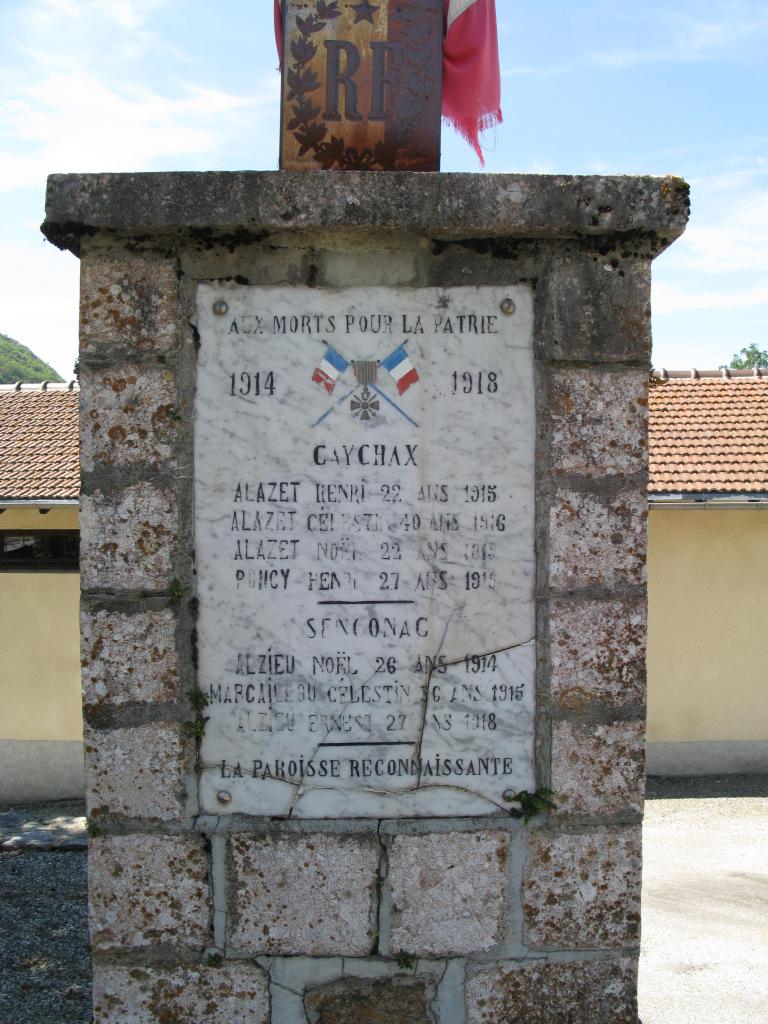 RF
AUX MORTS POUR LA PATRIE
1914 1918
CAYCHAX
ALAZET HENRI 22 ANS 1915
ALAZET CÉLESTIN 40 ANS 1916
ALAZET NOËL 22 ANS
PONCY HENRI 27 ANS
SENCONAC
ALZIEU NOËL 26 ANS 1914
MARCAILLOU CÉLESTIN 36 ANS 1915
ALZIEU ERNEST 27 ANS 1918
LA PAROISSE RECONNAISSANTE